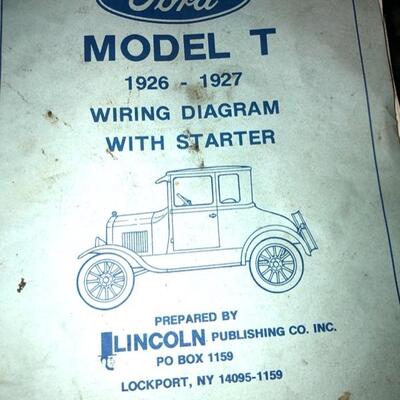 Ford
MODEL T
1926 - 1927
WIRING DIAGRAM
WITH STARTER
PREPARED BY
LINCOLN PUBLISHING CO. INC.
PO BOX 1159
LOCKPORT, NY 14095-1159